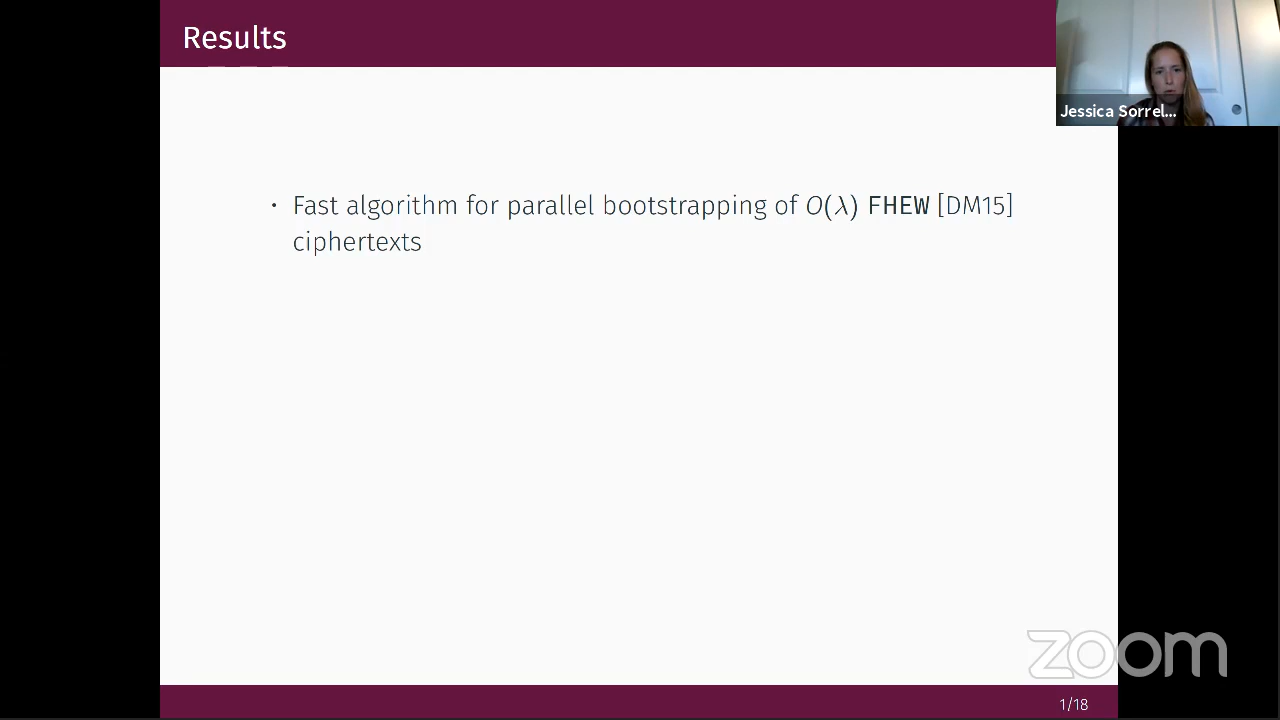 Results
Jessica Sorrel...
• Fast algorithm for parallel bootstrapping of O(λ) FHEW [DM15]
ciphertexts
zoom
1/18